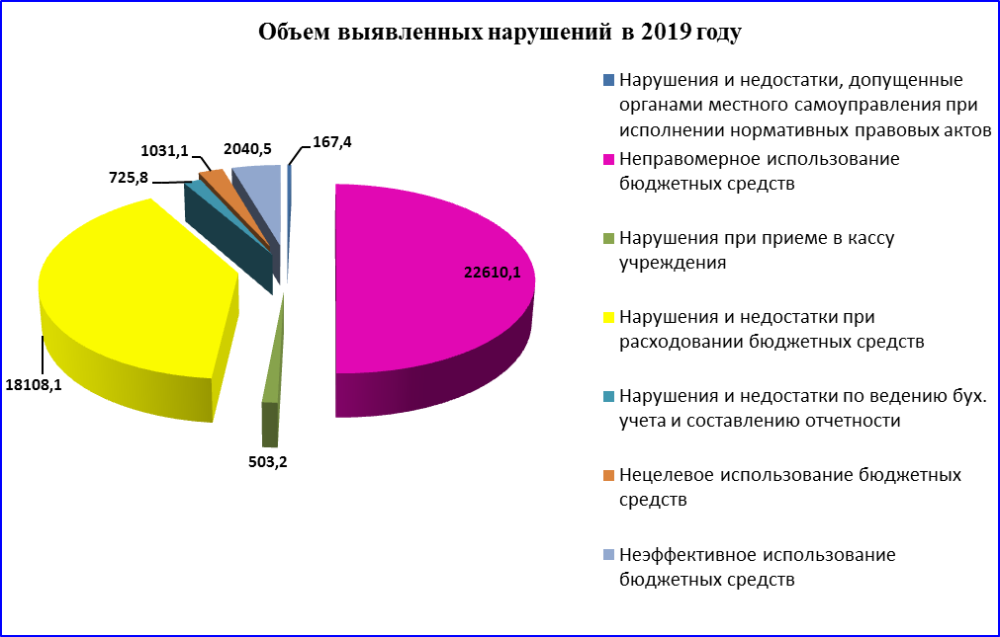 Объем выявленных нарушений в 2019 году
167,4
2040,5
1031,1
725,8
22610,1
18108,1
503,2
Нарушения и недостатки, допущенные
органами местного самоуправления при
исполнении нормативных правовых актов
Неправомерное использование
бюджетных средств
Нарушения при приеме в кассу
учреждения
Нарушения и недостатки при
расходовании бюджетных средств
Нарушения и недостатки по ведению бух.
учета и составлению отчетности
Нецелевое использование бюджетных
средств
Неэффективное использование
бюджетных средств